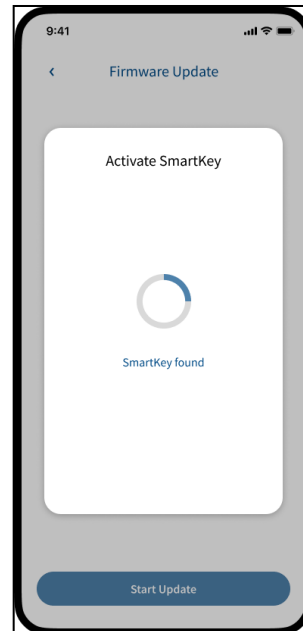 9:41
Firmware Update
Activate SmartKey
SmartKey found
Start Update